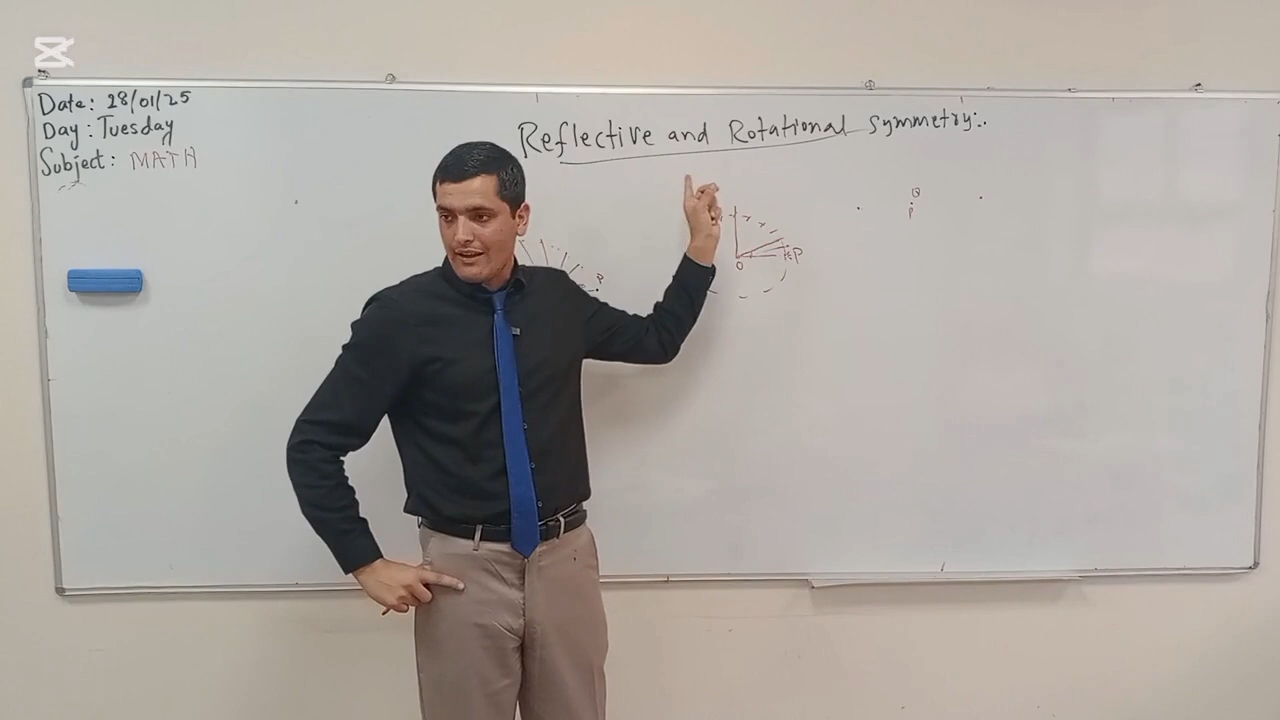 Date: 28/01/25
Day: Tuesday
Subject: MATH
Reflective and Rotational Symmetry:.
P
O
P
Q
P